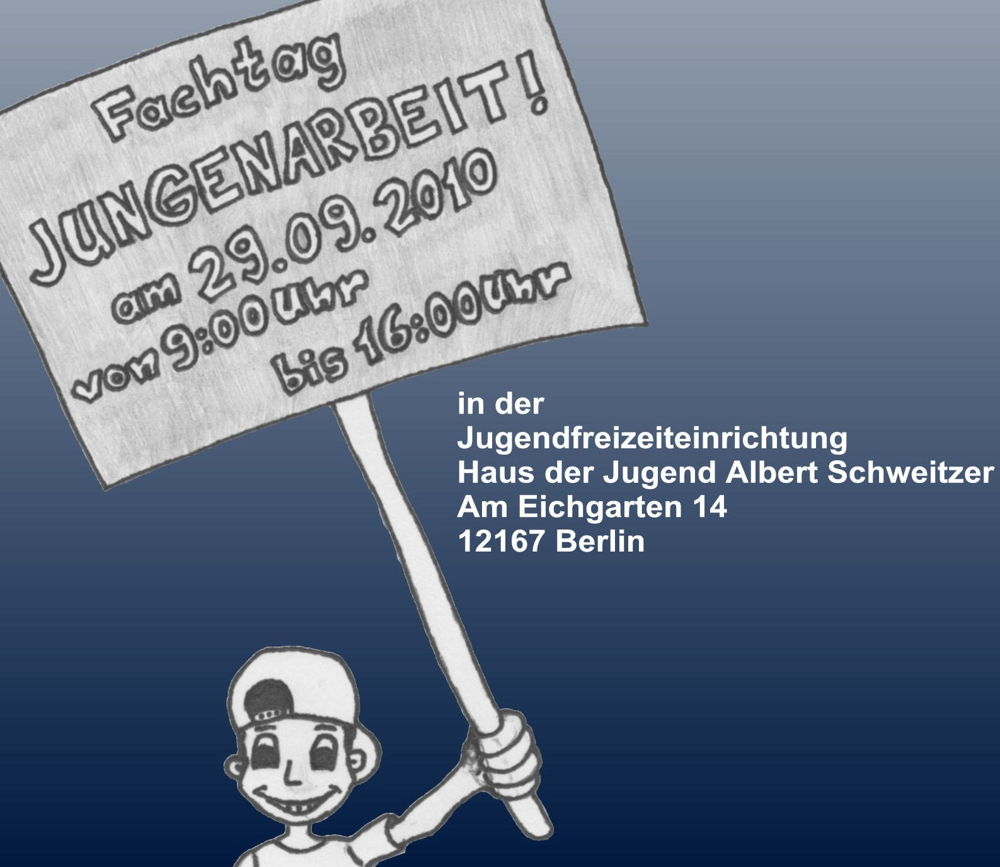 Fachtag
JUNGENARBEIT!
am 29.09.2010
von 9:00 Uhr
bis 16:00 Uhr
in der
Jugendfreizeiteinrichtung
Haus der Jugend Albert Schweitzer
Am Eichgarten 14
12167 Berlin